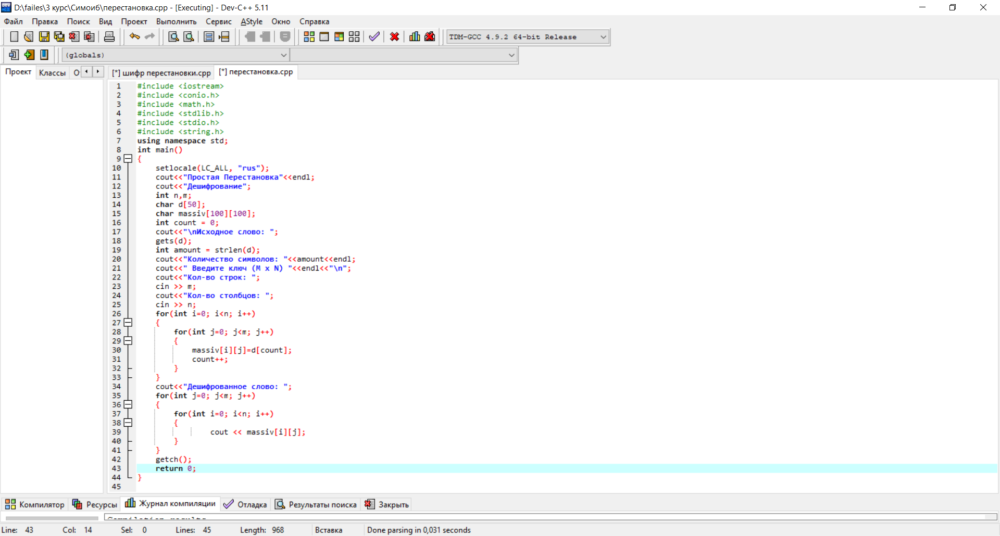 D:\failes\3 курс\Симоиб\перестановка.cpp - [Executing] - Dev-C++ 5.11
Файл Правка Поиск Вид Проект Выполнить Сервис AStyle Окно Справка
TDM-GCC 4.9.2 64-bit Release
(globals)
Проект Классы О [*] шифр перестановки.cpp [*] перестановка.cpp
1 #include <iostream>
2 #include <conio.h>
3 #include <math.h>
4 #include <stdlib.h>
5 #include <stdio.h>
6 #include <string.h>
7 using namespace std;
8 int main()
9 {
10 setlocale(LC_ALL, "rus");
11 cout<<"Простая Перестановка"<<endl;
12 cout<<"Дешифрование";
13 int n,m;
14 char d[50];
15 char massiv[100][100];
16 int count = 0;
17 cout<<"\nИсходное слово: ";
18 gets(d);
19 int amount = strlen(d);
20 cout<<"Количество символов: "<<amount<<endl;
21 cout<<" Введите ключ (M x N) "<<endl<<"\n";
22 cout<<"Кол-во строк: ";
23 cin >> m;
24 cout<<"Кол-во столбцов: ";
25 cin >> n;
26 for(int i=0; i<n; i++)
27 {
28 for(int j=0; j<m; j++)
29 {
30 massiv[i][j]=d[count];
31 count++;
32 }
33 }
34 cout<<"Дешифрованное слово: ";
35 for(int j=0; j<m; j++)
36 {
37 for(int i=0; i<n; i++)
38 {
39 cout << massiv[i][j];
40 }
41 }
42 getch();
43 return 0;
44 }
45
Компилятор Ресурсы Журнал компиляции Отладка Результаты поиска Закрыть
Compilation results
Line: 43 Col: 14 Sel: 0 Lines: 45 Length: 968 Вставка Done parsing in 0,031 seconds